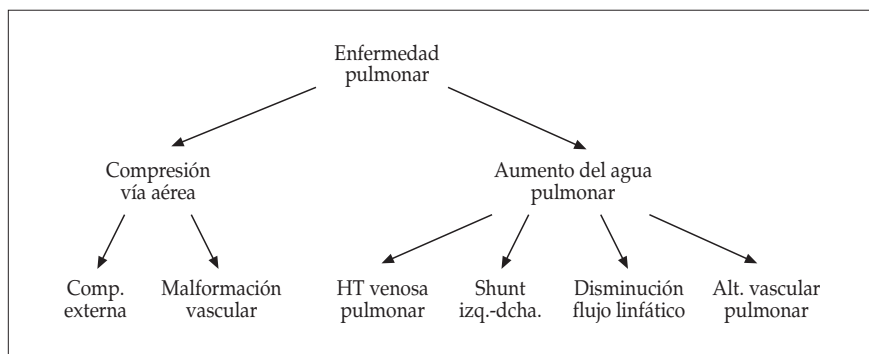 Enfermedad
pulmonar
Compresión
vía aérea
Aumento del agua
pulmonar
Comp.
externa
Malformación
vascular
HT venosa
pulmonar
Shunt
izq.-dcha.
Disminución
flujo linfático
Alt. vascular
pulmonar